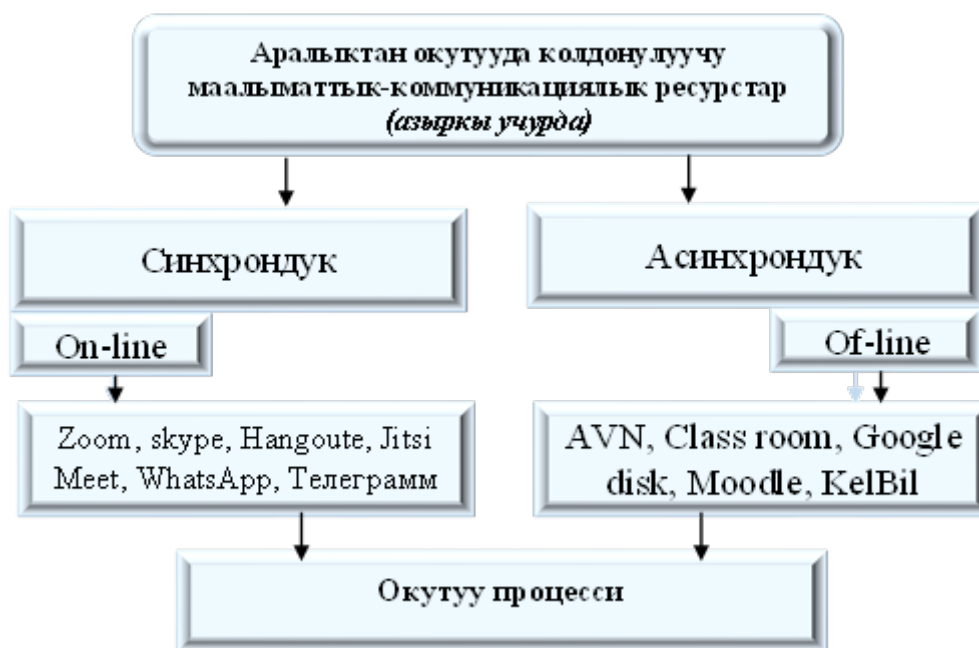 Аралыктан окутууда колдонулуучу
маалыматтык-коммуникациялык ресурстар
(азыркы учурда)
Синхрондук
Асинхрондук
On-line
Of-line
Zoom, skype, Hangoute, Jitsi
Meet, WhatsApp, Телеграмм
AVN, Class room, Google
disk, Moodle, KelBil
Окутуу процесси